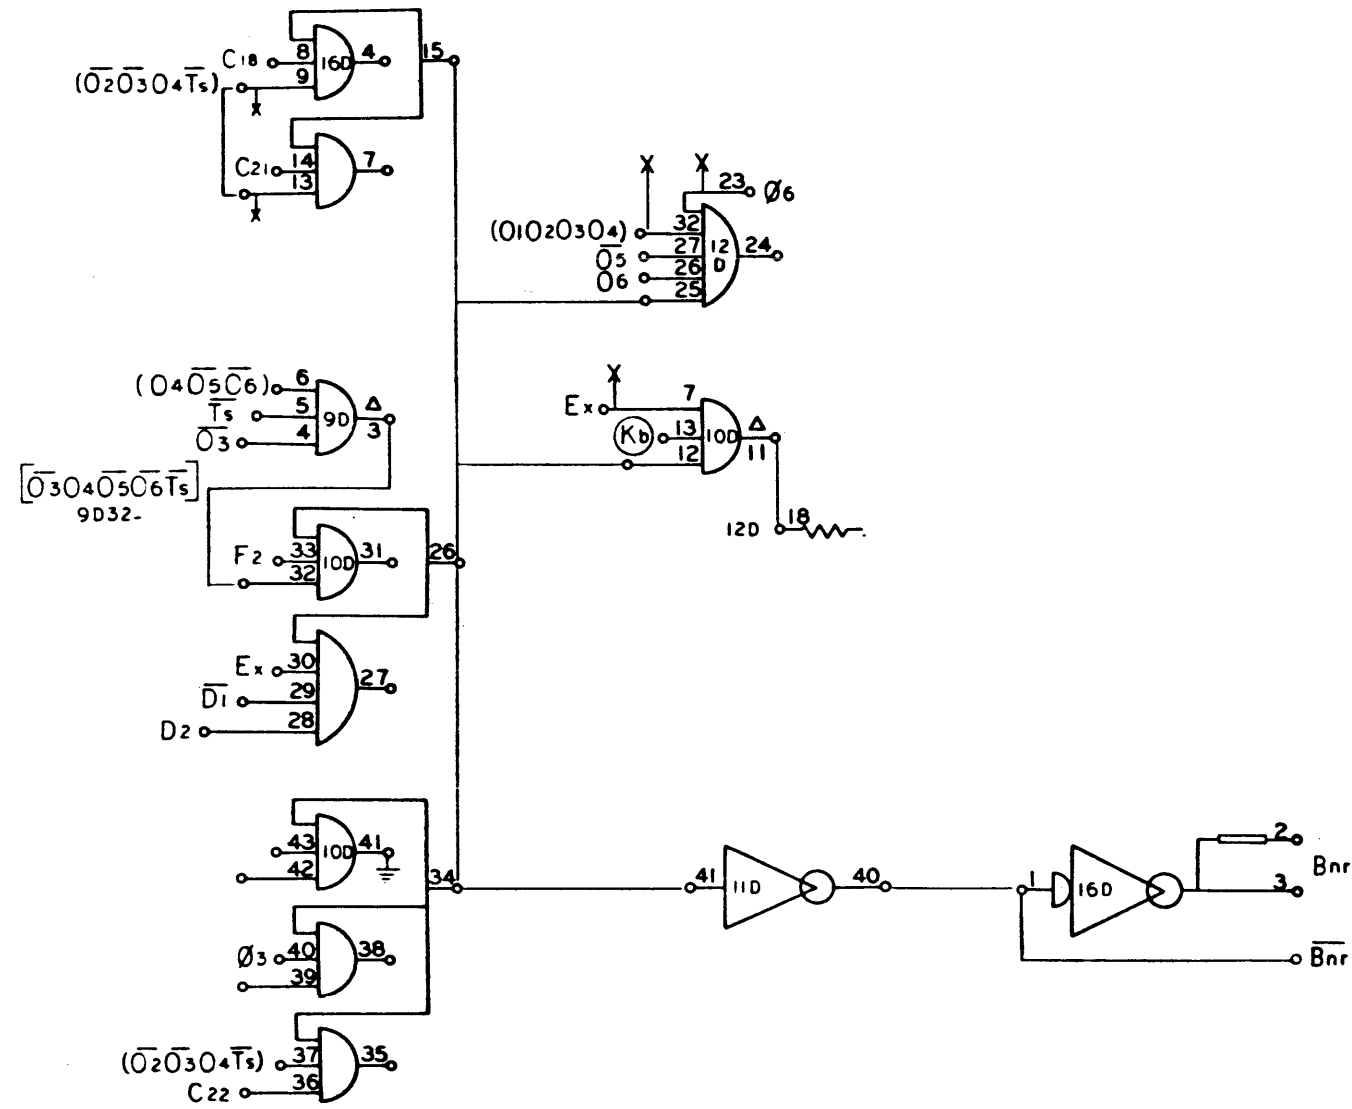 C18 8 16D 4 15
(O̅2O̅3O4T̅s) 9
C21 14 7
13
23 Ø6
(O1O2O3O4) 32 12D 24
O̅5 27
O6 26
25
(O4O̅5C̅6) 6 9D Δ 3
T̅s 5
O̅3 4
[O̅3O4O̅5O̅6T̅s]
9D32-
Ex 7 10D Δ 11
Kb 13
12
12D 18
F2 33 10D 31 26
32
Ex 30 27
D̅1 29
D2 28
43 10D 41 34
42
41 11D 40 1 16D 2
3 Bnr
B̅n̅r̅
Ø3 40 38
39
(O̅2O̅3O4T̅s) 37 35
C22 36